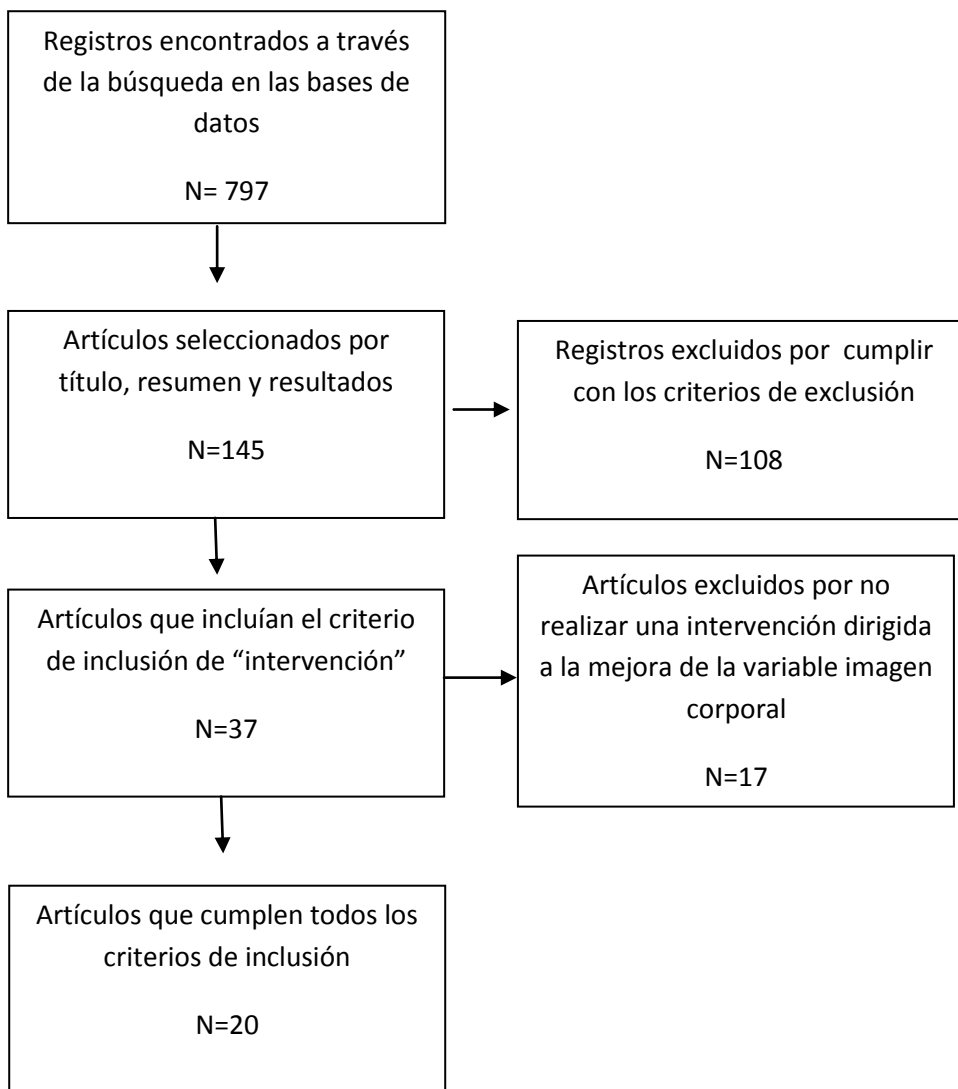 Registros encontrados a través
de la búsqueda en las bases de
datos
N= 797
Artículos seleccionados por
título, resumen y resultados
N=145
Registros excluidos por  cumplir
con los criterios de exclusión
N=108
Artículos que incluían el criterio
de inclusión de “intervención”
N=37
Artículos excluidos por no
realizar una intervención dirigida
a la mejora de la variable imagen
corporal
N=17
Artículos que cumplen todos los
criterios de inclusión
N=20